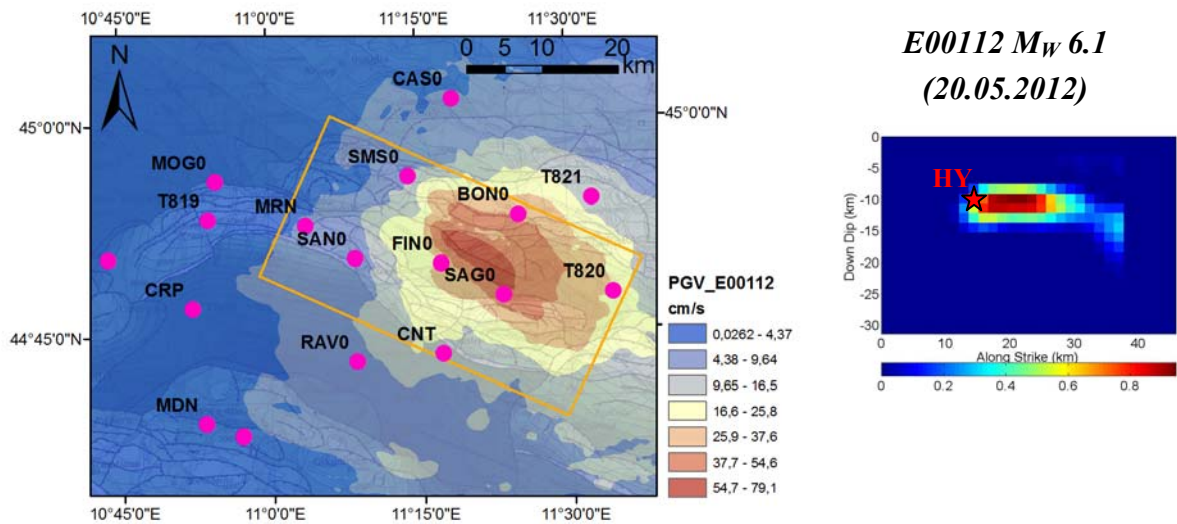 10°45'0"E 11°0'0"E 11°15'0"E 11°30'0"E
N
0 5 10 20
km
CAS0
45°0'0"N
45°0'0"N
SMS0
MOG0
T821
T819
BON0
MRN
SAN0
FIN0
T820
SAG0
CRP
CNT
44°45'0"N
RAV0
MDN
10°45'0"E 11°0'0"E 11°15'0"E 11°30'0"E
PGV_E00112
cm/s
0,0262 - 4,37
4,38 - 9,64
9,65 - 16,5
16,6 - 25,8
25,9 - 37,6
37,7 - 54,6
54,7 - 79,1
E00112 MW 6.1
(20.05.2012)
0
-5
-10
-15
-20
-25
-30
Down Dip (km)
HY
0 10 20 30 40
Along Strike (km)
0 0.2 0.4 0.6 0.8